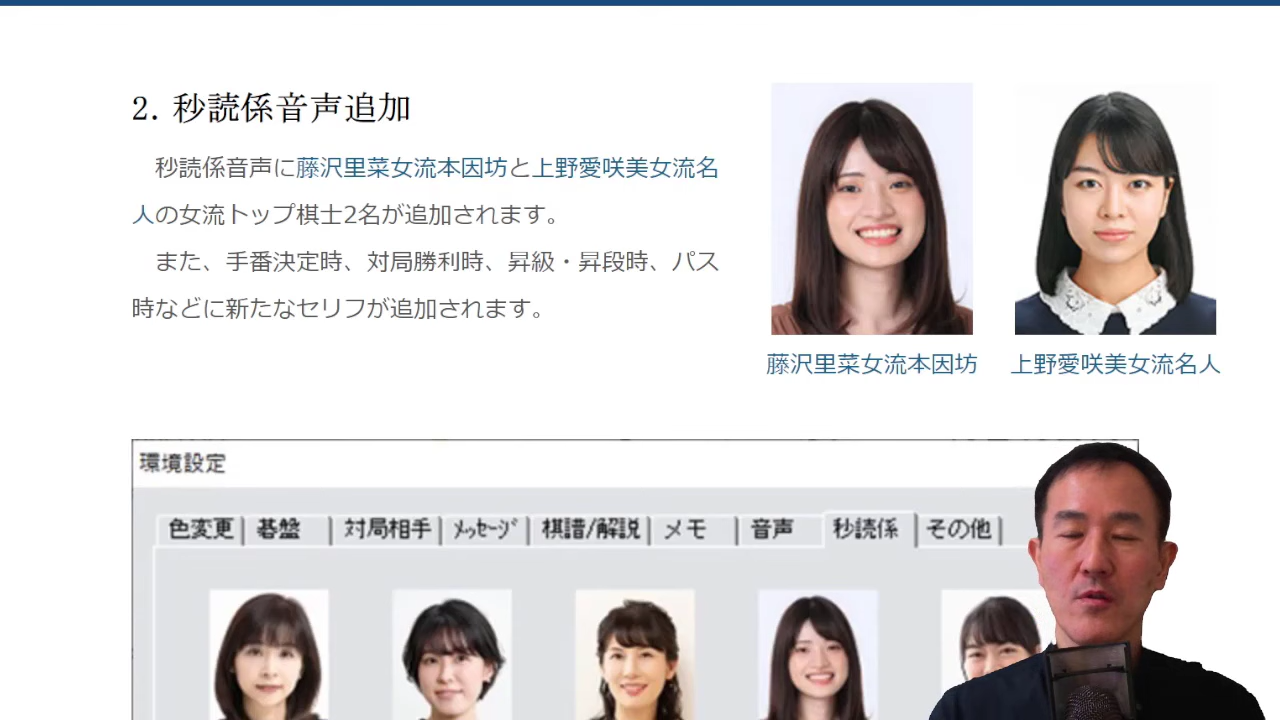 2. 秒読係音声追加
秒読係音声に藤沢里菜女流本因坊と上野愛咲美女流名
人の女流トップ棋士2名が追加されます。
また、手番決定時、対局勝利時、昇級・昇段時、パス
時などに新たなセリフが追加されます。
藤沢里菜女流本因坊
上野愛咲美女流名人
環境設定
色変更
碁盤
対局相手
ﾒｯｾｰｼﾞ
棋譜/解説
メモ
音声
秒読係
その他